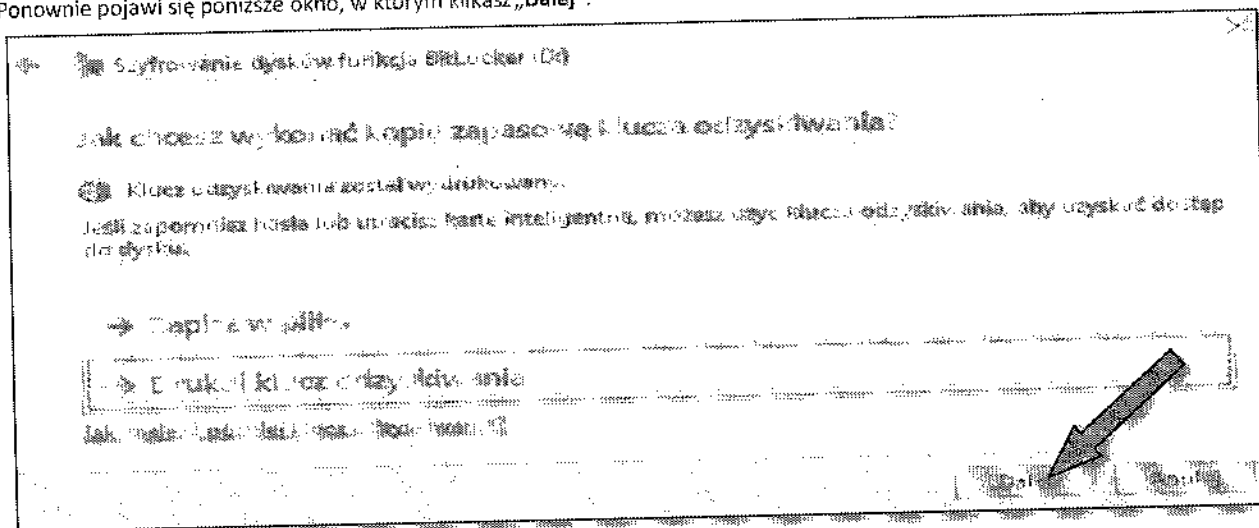 Ponownie pojawi się poniższe okno, w którym klikasz „Dalej".
Szyfrowanie dysków funkcją BitLocker (D:)
Jak chcesz wykonać kopię zapasową klucza odzyskiwania?
Klucz odzyskiwania został wydrukowany.
Jeśli zapomnisz hasła lub utracisz kartę inteligentną, możesz użyć klucza odzyskiwania, aby uzyskać dostęp
do dysku.
→ Zapisz w pliku
→ Drukuj klucz odzyskiwania
Jak
Dalej Anuluj